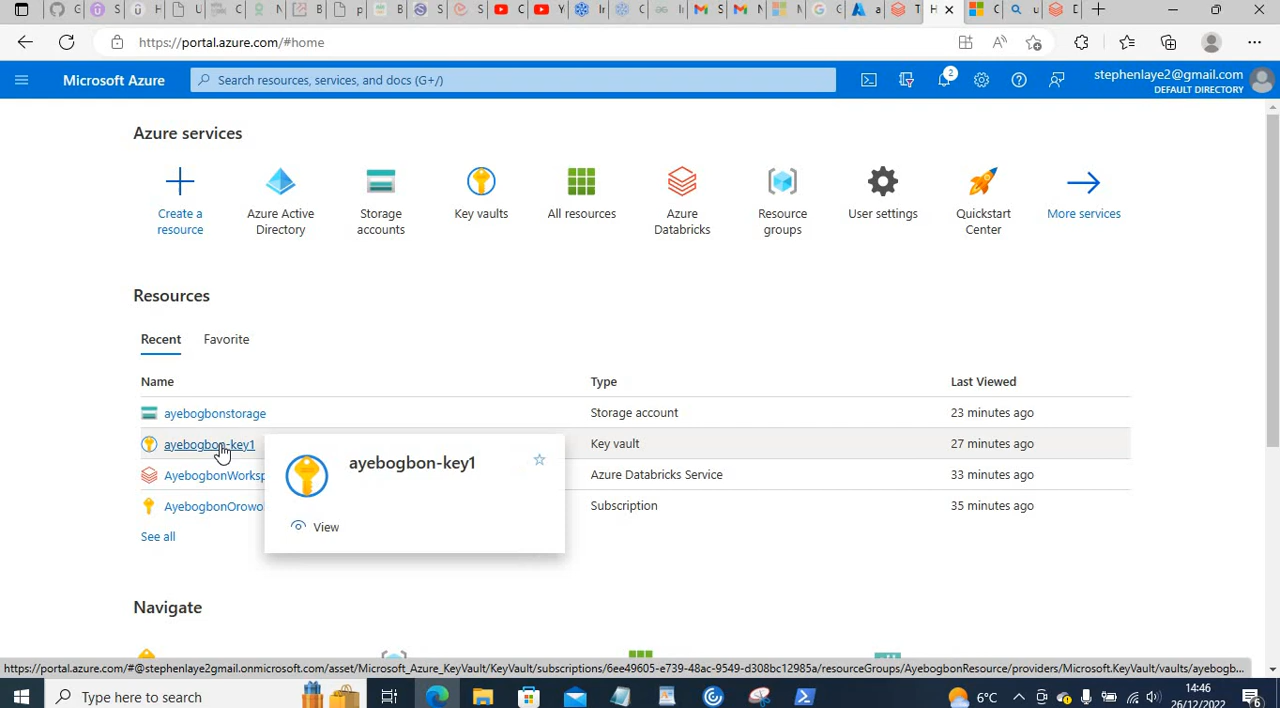 https://portal.azure.com/#home
Microsoft Azure
Search resources, services, and docs (G+/)
2
stephenlaye2@gmail.com
DEFAULT DIRECTORY
Azure services
Create a resource
Azure Active Directory
Storage accounts
Key vaults
All resources
Azure Databricks
Resource groups
User settings
Quickstart Center
More services
Resources
Recent
Favorite
Name
Type
Last Viewed
ayebogbonstorage
Storage account
23 minutes ago
ayebogbon-key1
Key vault
27 minutes ago
AyebogbonWorksp
Azure Databricks Service
33 minutes ago
AyebogbonOrowo
Subscription
35 minutes ago
ayebogbon-key1
View
See all
Navigate
https://portal.azure.com/#@stephenlaye2gmail.onmicrosoft.com/asset/Microsoft_Azure_KeyVault/KeyVault/subscriptions/6ee49605-e739-48ac-9549-d308bc12985a/resourceGroups/AyebogbonResource/providers/Microsoft.KeyVault/vaults/ayebogb...
Type here to search
6°C
14:46
26/12/2022
6